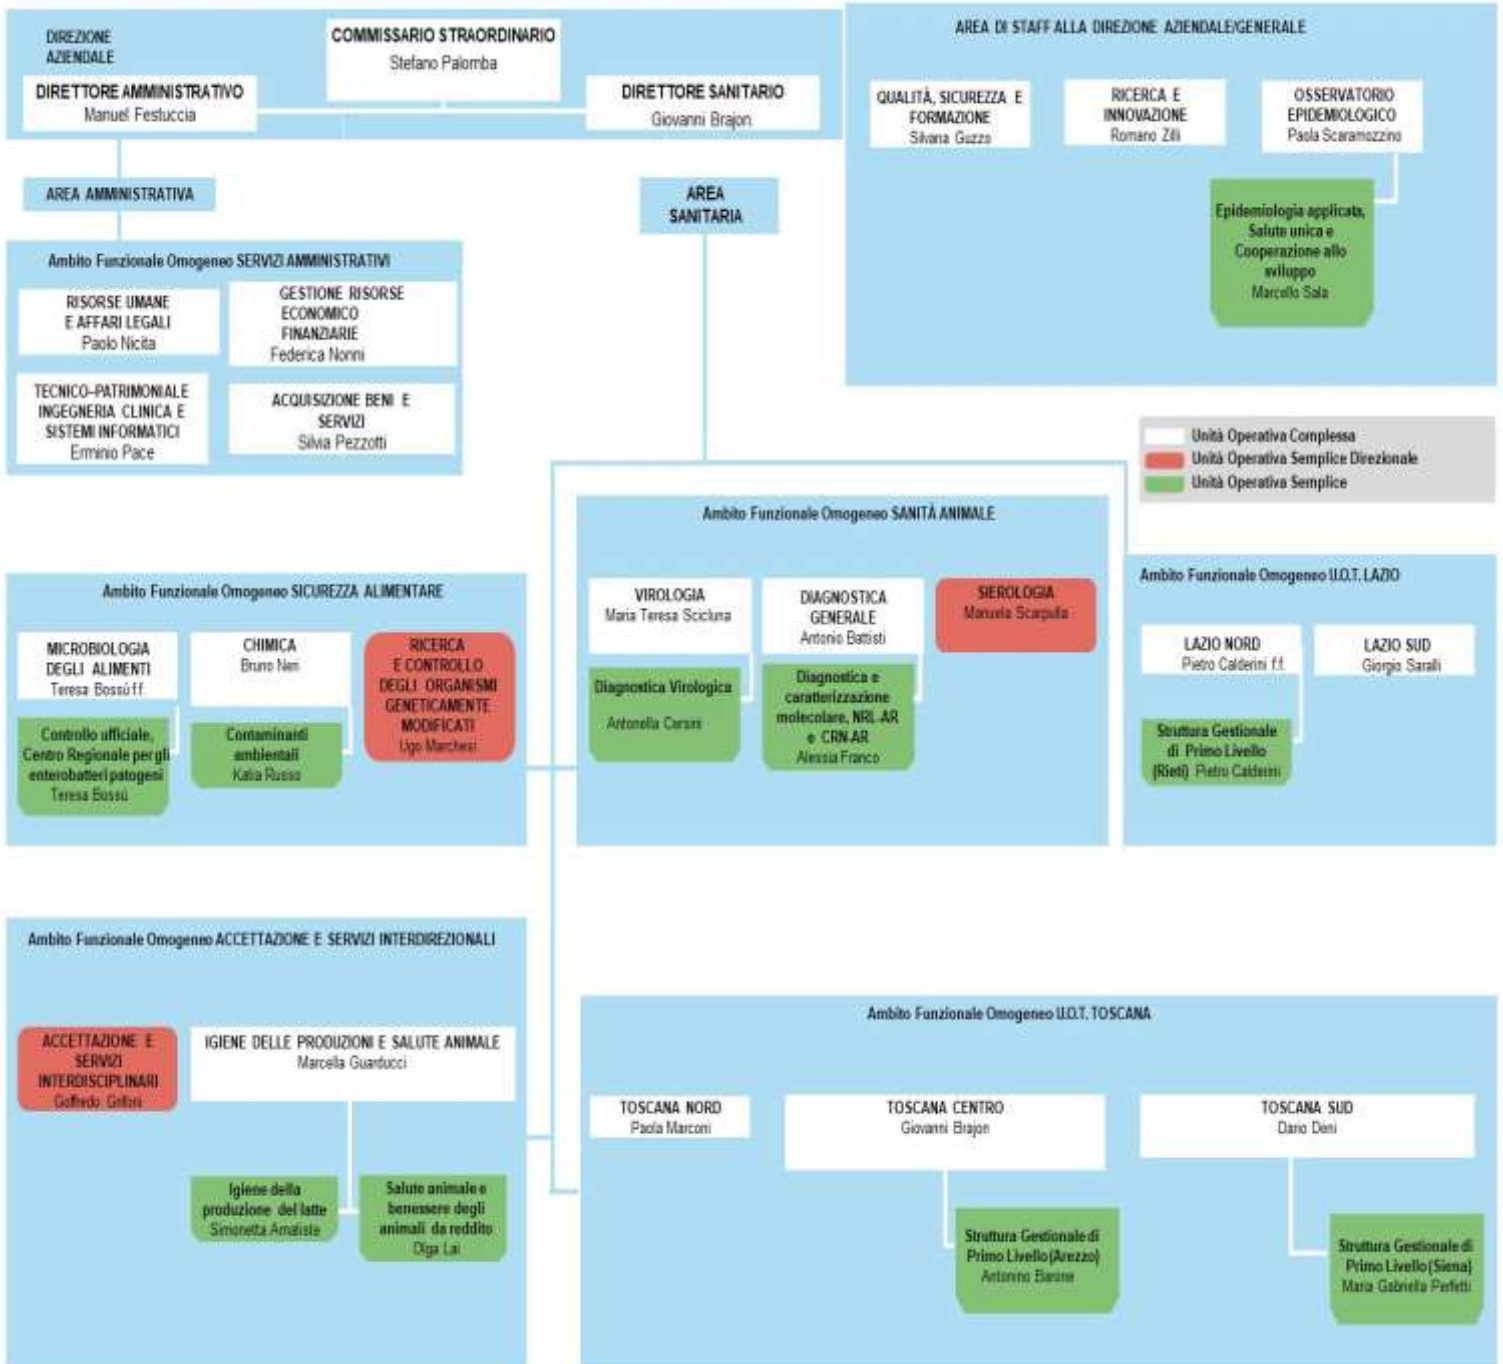 DIREZIONE
AZIENDALE
COMMISSARIO STRAORDINARIO
Stefano Palomba
DIRETTORE AMMINISTRATIVO
Manuel Festuccia
DIRETTORE SANITARIO
Giovanni Brajon
AREA DI STAFF ALLA DIREZIONE AZIENDALE/GENERALE
QUALITÀ, SICUREZZA E
FORMAZIONE
Silvana Guzzo
RICERCA E
INNOVAZIONE
Romano Zilli
OSSERVATORIO
EPIDEMIOLOGICO
Paola Scaramozzino
Epidemiologia applicata,
Salute unica e
Cooperazione allo
sviluppo
Marcello Sala
AREA AMMINISTRATIVA
AREA
SANITARIA
Ambito Funzionale Omogeneo SERVIZI AMMINISTRATIVI
RISORSE UMANE
E AFFARI LEGALI
Paolo Nicita
GESTIONE RISORSE
ECONOMICO
FINANZIARIE
Federica Nonni
TECNICO–PATRIMONIALE
INGEGNERIA CLINICA E
SISTEMI INFORMATICI
Erminio Pace
ACQUISIZIONE BENI E
SERVIZI
Silvia Pezzotti
Unità Operativa Complessa
Unità Operativa Semplice Direzionale
Unità Operativa Semplice
Ambito Funzionale Omogeneo SICUREZZA ALIMENTARE
MICROBIOLOGIA
DEGLI ALIMENTI
Teresa Bossú f.f.
Controllo ufficiale,
Centro Regionale per gli
enterobatteri patogeni
Teresa Bossú
CHIMICA
Bruno Neri
Contaminanti
ambientali
Katia Russo
RICERCA
E CONTROLLO
DEGLI ORGANISMI
GENETICAMENTE
MODIFICATI
Ugo Marchesi
Ambito Funzionale Omogeneo SANITÀ ANIMALE
VIROLOGIA
Maria Teresa Scicluna
Diagnostica Virologica
Antonella Cersini
DIAGNOSTICA
GENERALE
Antonio Battisti
Diagnostica e
caratterizzazione
molecolare, NRL-AR
e CRN-AR
Alessia Franco
SIEROLOGIA
Manuela Scarpulla
Ambito Funzionale Omogeneo U.O.T. LAZIO
LAZIO NORD
Pietro Calderini f.f.
Struttura Gestionale
di Primo Livello
(Rieti) Pietro Calderini
LAZIO SUD
Giorgio Saralli
Ambito Funzionale Omogeneo ACCETTAZIONE E SERVIZI INTERDIREZIONALI
ACCETTAZIONE E
SERVIZI
INTERDISCIPLINARI
Goffredo Grifoni
IGIENE DELLE PRODUZIONI E SALUTE ANIMALE
Marcella Guarducci
Igiene della
produzione del latte
Simonetta Amatiste
Salute animale e
benessere degli
animali da reddito
Olga Lai
Ambito Funzionale Omogeneo U.O.T. TOSCANA
TOSCANA NORD
Paola Marconi
TOSCANA CENTRO
Giovanni Brajon
Struttura Gestionale di
Primo Livello (Arezzo)
Antonino Barone
TOSCANA SUD
Dario Deni
Struttura Gestionale di
Primo Livello (Siena)
Maria Gabriella Perfetti